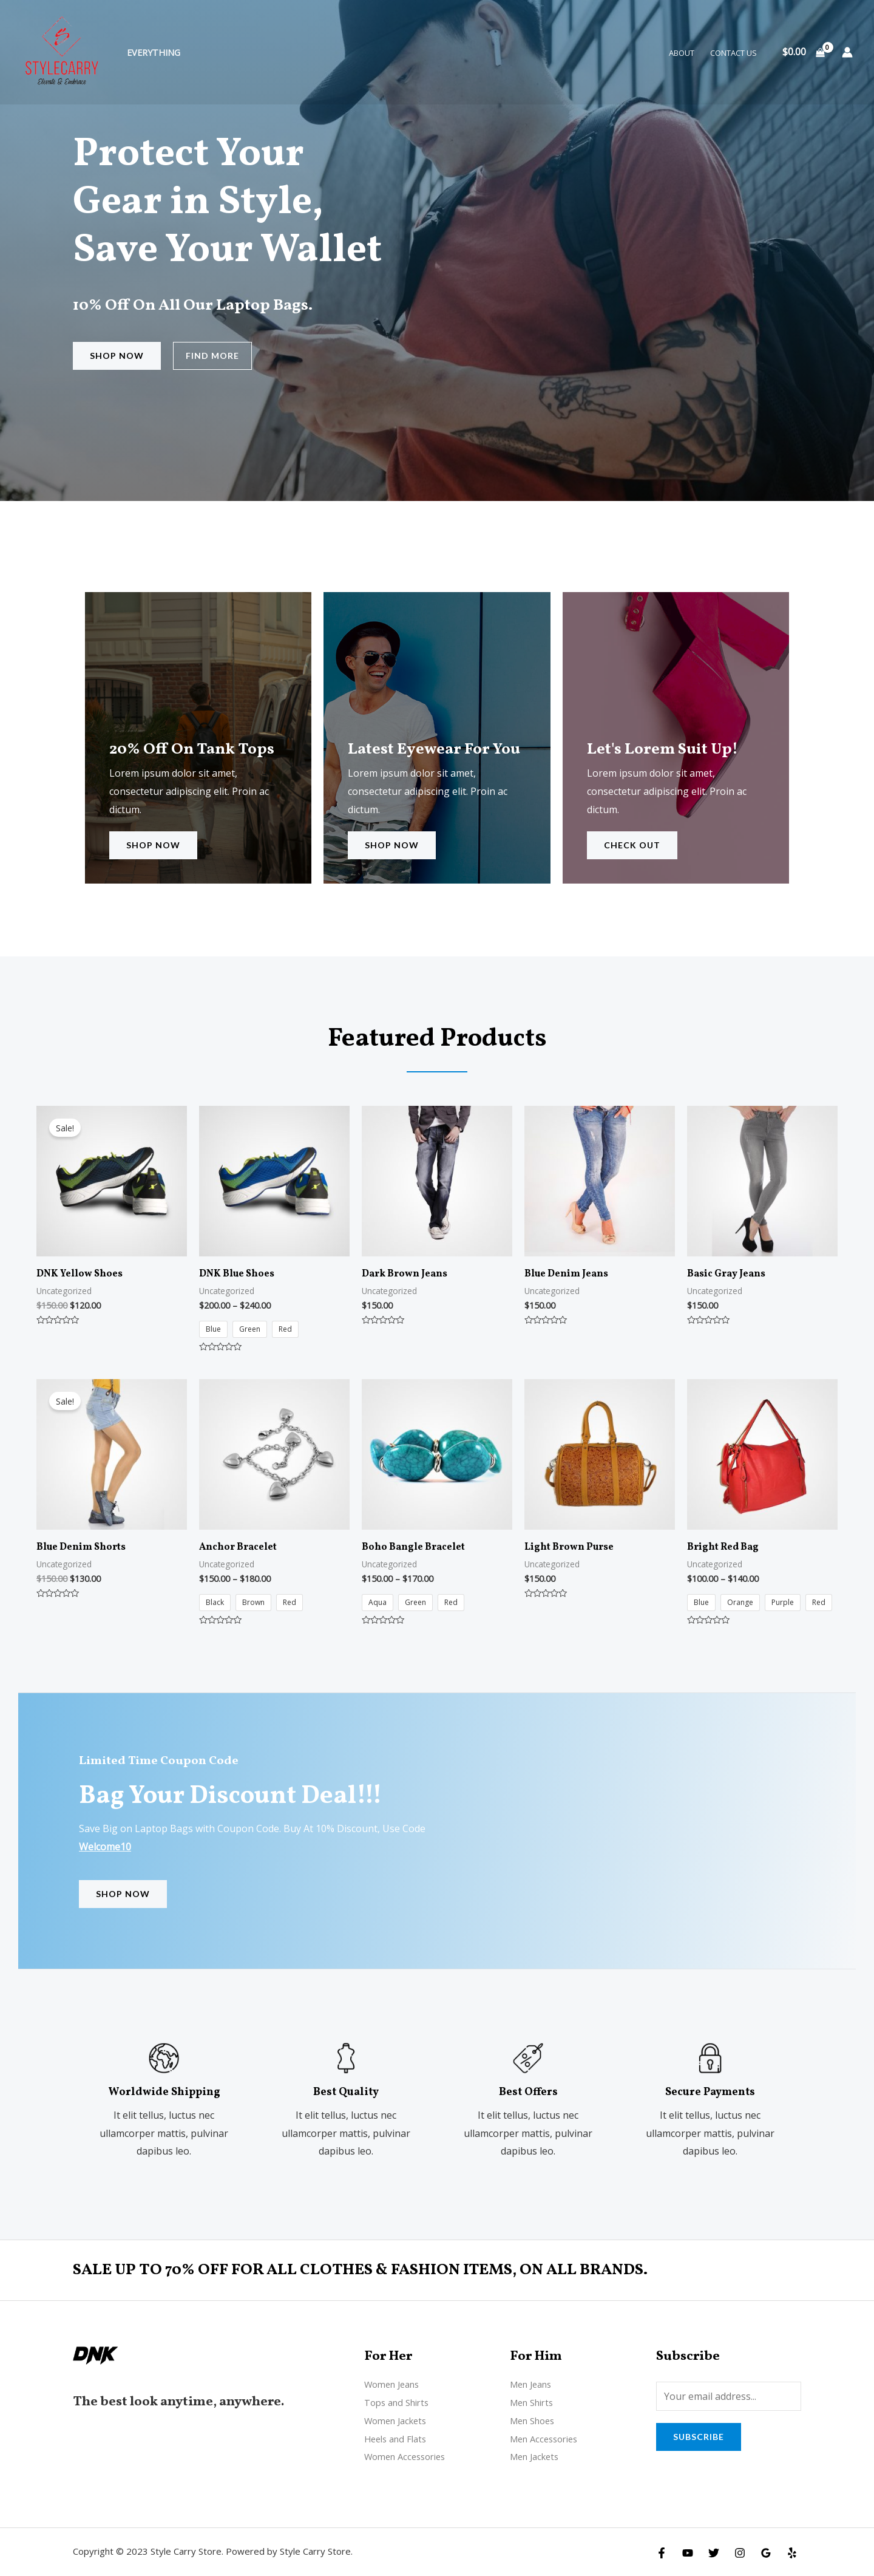 STYLECARRY
Elevate & Embrace
EVERYTHING
ABOUT
CONTACT US
$0.00
0
Protect Your
Gear in Style,
Save Your Wallet
10% Off On All Our Laptop Bags.
SHOP NOW
FIND MORE
20% Off On Tank Tops
Lorem ipsum dolor sit amet,
consectetur adipiscing elit. Proin ac
dictum.
SHOP NOW
Latest Eyewear For You
Lorem ipsum dolor sit amet,
consectetur adipiscing elit. Proin ac
dictum.
SHOP NOW
Let's Lorem Suit Up!
Lorem ipsum dolor sit amet,
consectetur adipiscing elit. Proin ac
dictum.
CHECK OUT
Featured Products
Sale!
DNK Yellow Shoes
Uncategorized
$150.00 $120.00
DNK Blue Shoes
Uncategorized
$200.00 – $240.00
Blue
Green
Red
Dark Brown Jeans
Uncategorized
$150.00
Blue Denim Jeans
Uncategorized
$150.00
Basic Gray Jeans
Uncategorized
$150.00
Sale!
Blue Denim Shorts
Uncategorized
$150.00 $130.00
Anchor Bracelet
Uncategorized
$150.00 – $180.00
Black
Brown
Red
Boho Bangle Bracelet
Uncategorized
$150.00 – $170.00
Aqua
Green
Red
Light Brown Purse
Uncategorized
$150.00
Bright Red Bag
Uncategorized
$100.00 – $140.00
Blue
Orange
Purple
Red
Limited Time Coupon Code
Bag Your Discount Deal!!!
Save Big on Laptop Bags with Coupon Code. Buy At 10% Discount, Use Code
Welcome10
SHOP NOW
Worldwide Shipping
It elit tellus, luctus nec
ullamcorper mattis, pulvinar
dapibus leo.
Best Quality
It elit tellus, luctus nec
ullamcorper mattis, pulvinar
dapibus leo.
Best Offers
It elit tellus, luctus nec
ullamcorper mattis, pulvinar
dapibus leo.
Secure Payments
It elit tellus, luctus nec
ullamcorper mattis, pulvinar
dapibus leo.
SALE UP TO 70% OFF FOR ALL CLOTHES & FASHION ITEMS, ON ALL BRANDS.
DNK
The best look anytime, anywhere.
For Her
Women Jeans
Tops and Shirts
Women Jackets
Heels and Flats
Women Accessories
For Him
Men Jeans
Men Shirts
Men Shoes
Men Accessories
Men Jackets
Subscribe
Your email address...
SUBSCRIBE
Copyright © 2023 Style Carry Store. Powered by Style Carry Store.